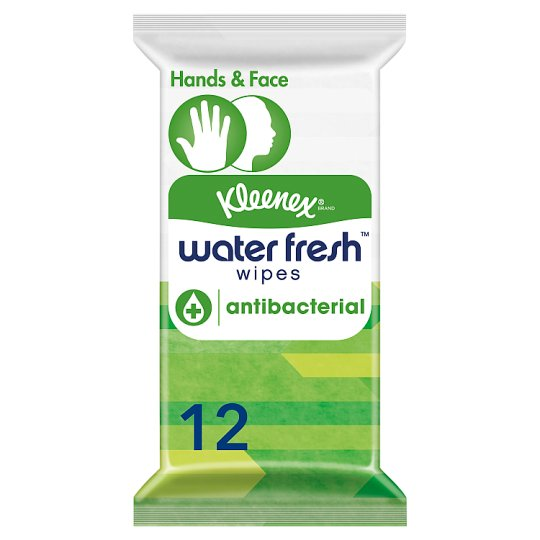 Hands & Face
Kleenex® BRAND
water fresh™
wipes
antibacterial
12